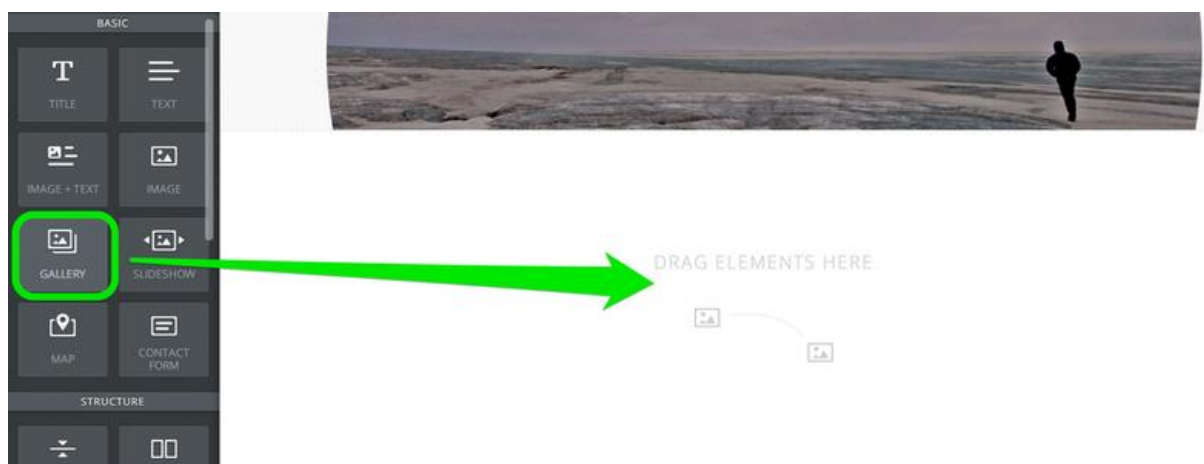 BASIC
TITLE
TEXT
IMAGE + TEXT
IMAGE
GALLERY
SLIDESHOW
MAP
CONTACT
FORM
STRUCTURE
DRAG ELEMENTS HERE